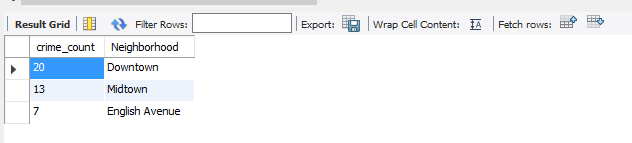 Result Grid Filter Rows: Export: Wrap Cell Content: IA Fetch rows:
crime_count Neighborhood
20 Downtown
13 Midtown
7 English Avenue